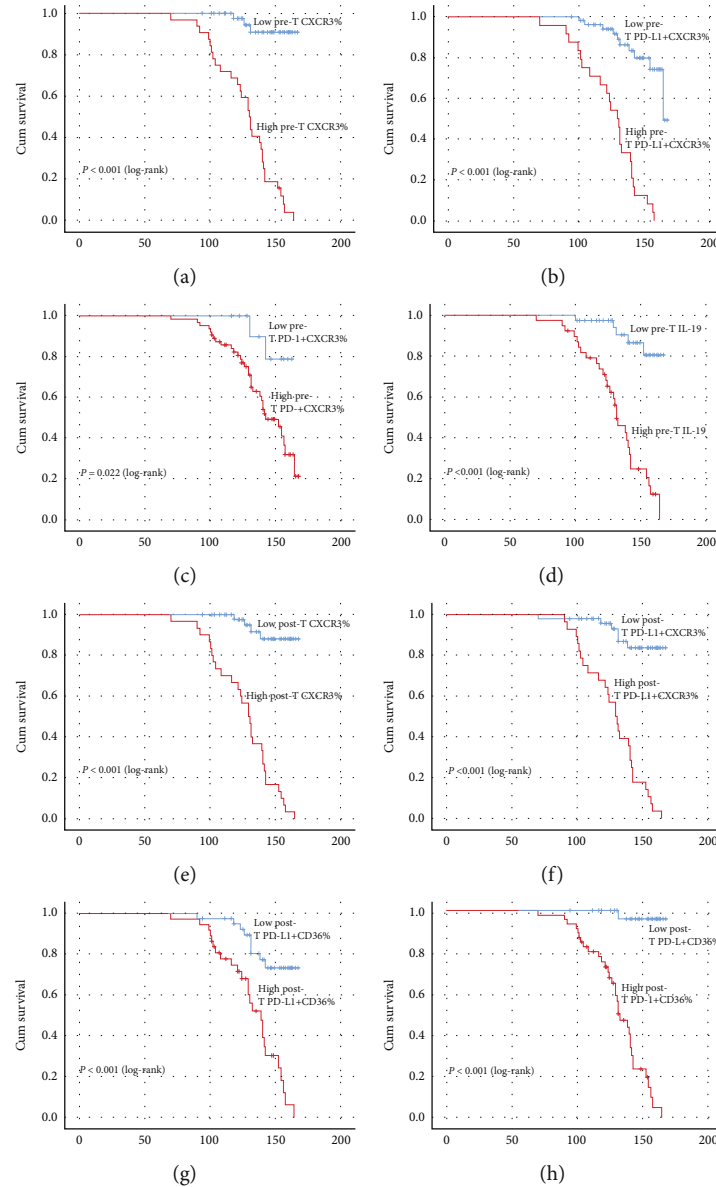 Cum survival
1.0
0.8
0.6
0.4
0.2
0.0
Low pre-T CXCR3%
High pre-T CXCR3%
P < 0.001 (log-rank)
0
50
100
150
200
(a)
Cum survival
1.0
0.8
0.6
0.4
0.2
0.0
Low pre-
T PD-L1+CXCR3%
High pre-
T PD-L1+CXCR3%
P < 0.001 (log-rank)
0
50
100
150
200
(b)
Cum survival
1.0
0.8
0.6
0.4
0.2
0.0
Low pre-
T PD-1+CXCR3%
High pre-
T PD-+CXCR3%
P = 0.022 (log-rank)
0
50
100
150
200
(c)
Cum survival
1.0
0.8
0.6
0.4
0.2
0.0
Low pre-T IL-19
High pre-T IL-19
P <0.001 (log-rank)
0
50
100
150
200
(d)
Cum survival
1.0
0.8
0.6
0.4
0.2
0.0
Low post-T CXCR3%
High post-T CXCR3%
P < 0.001 (log-rank)
0
50
100
150
200
(e)
Cum survival
1.0
0.8
0.6
0.4
0.2
0.0
Low post-
T PD-L1+CXCR3%
High post-
T PD-L1+CXCR3%
P <0.001 (log-rank)
0
50
100
150
200
(f)
Cum survival
1.0
0.8
0.6
0.4
0.2
0.0
Low post-
T PD-L1+CD36%
High post-
T PD-L1+CD36%
P < 0.001 (log-rank)
0
50
100
150
200
(g)
Cum survival
1.0
0.8
0.6
0.4
0.2
0.0
Low post-
T PD-L+CD36%
High post-
T PD-1+CD36%
P < 0.001 (log-rank)
0
50
100
150
200
(h)